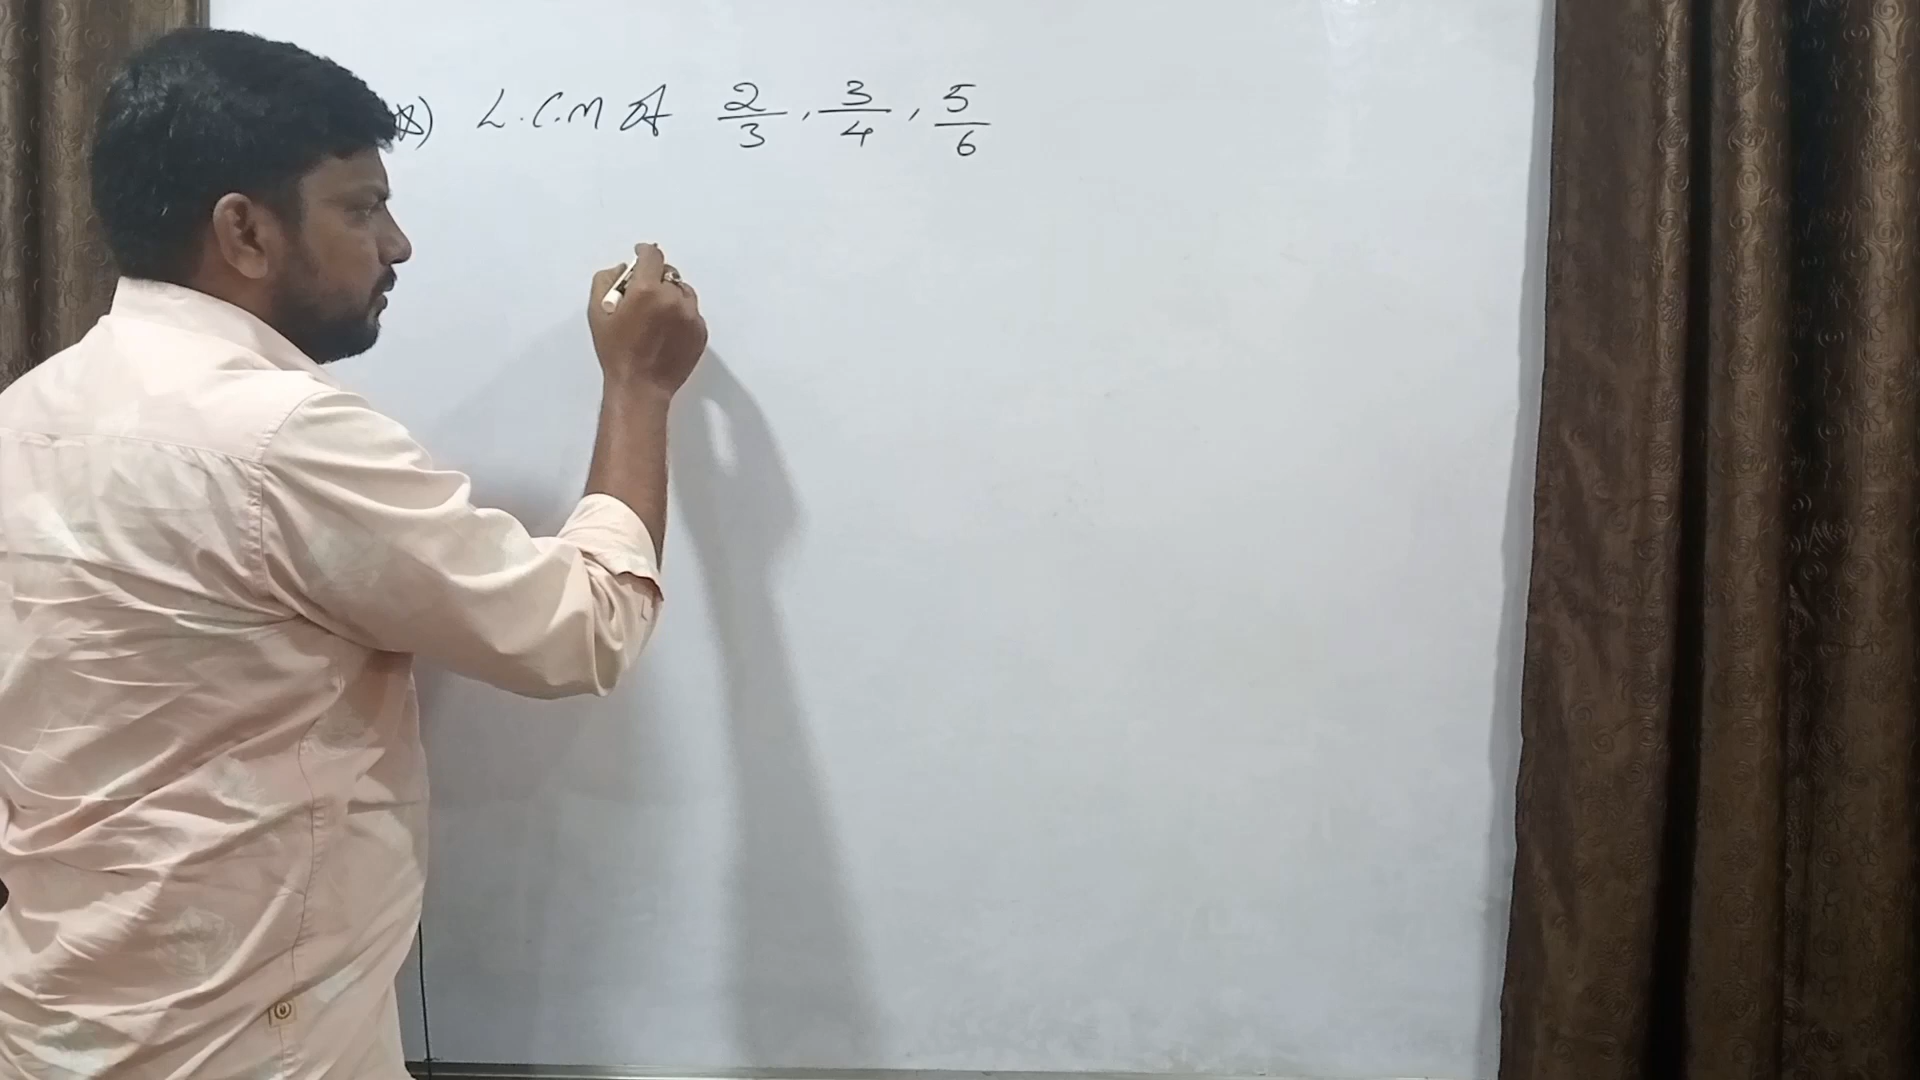 *) L.C.M of 2/3, 3/4, 5/6